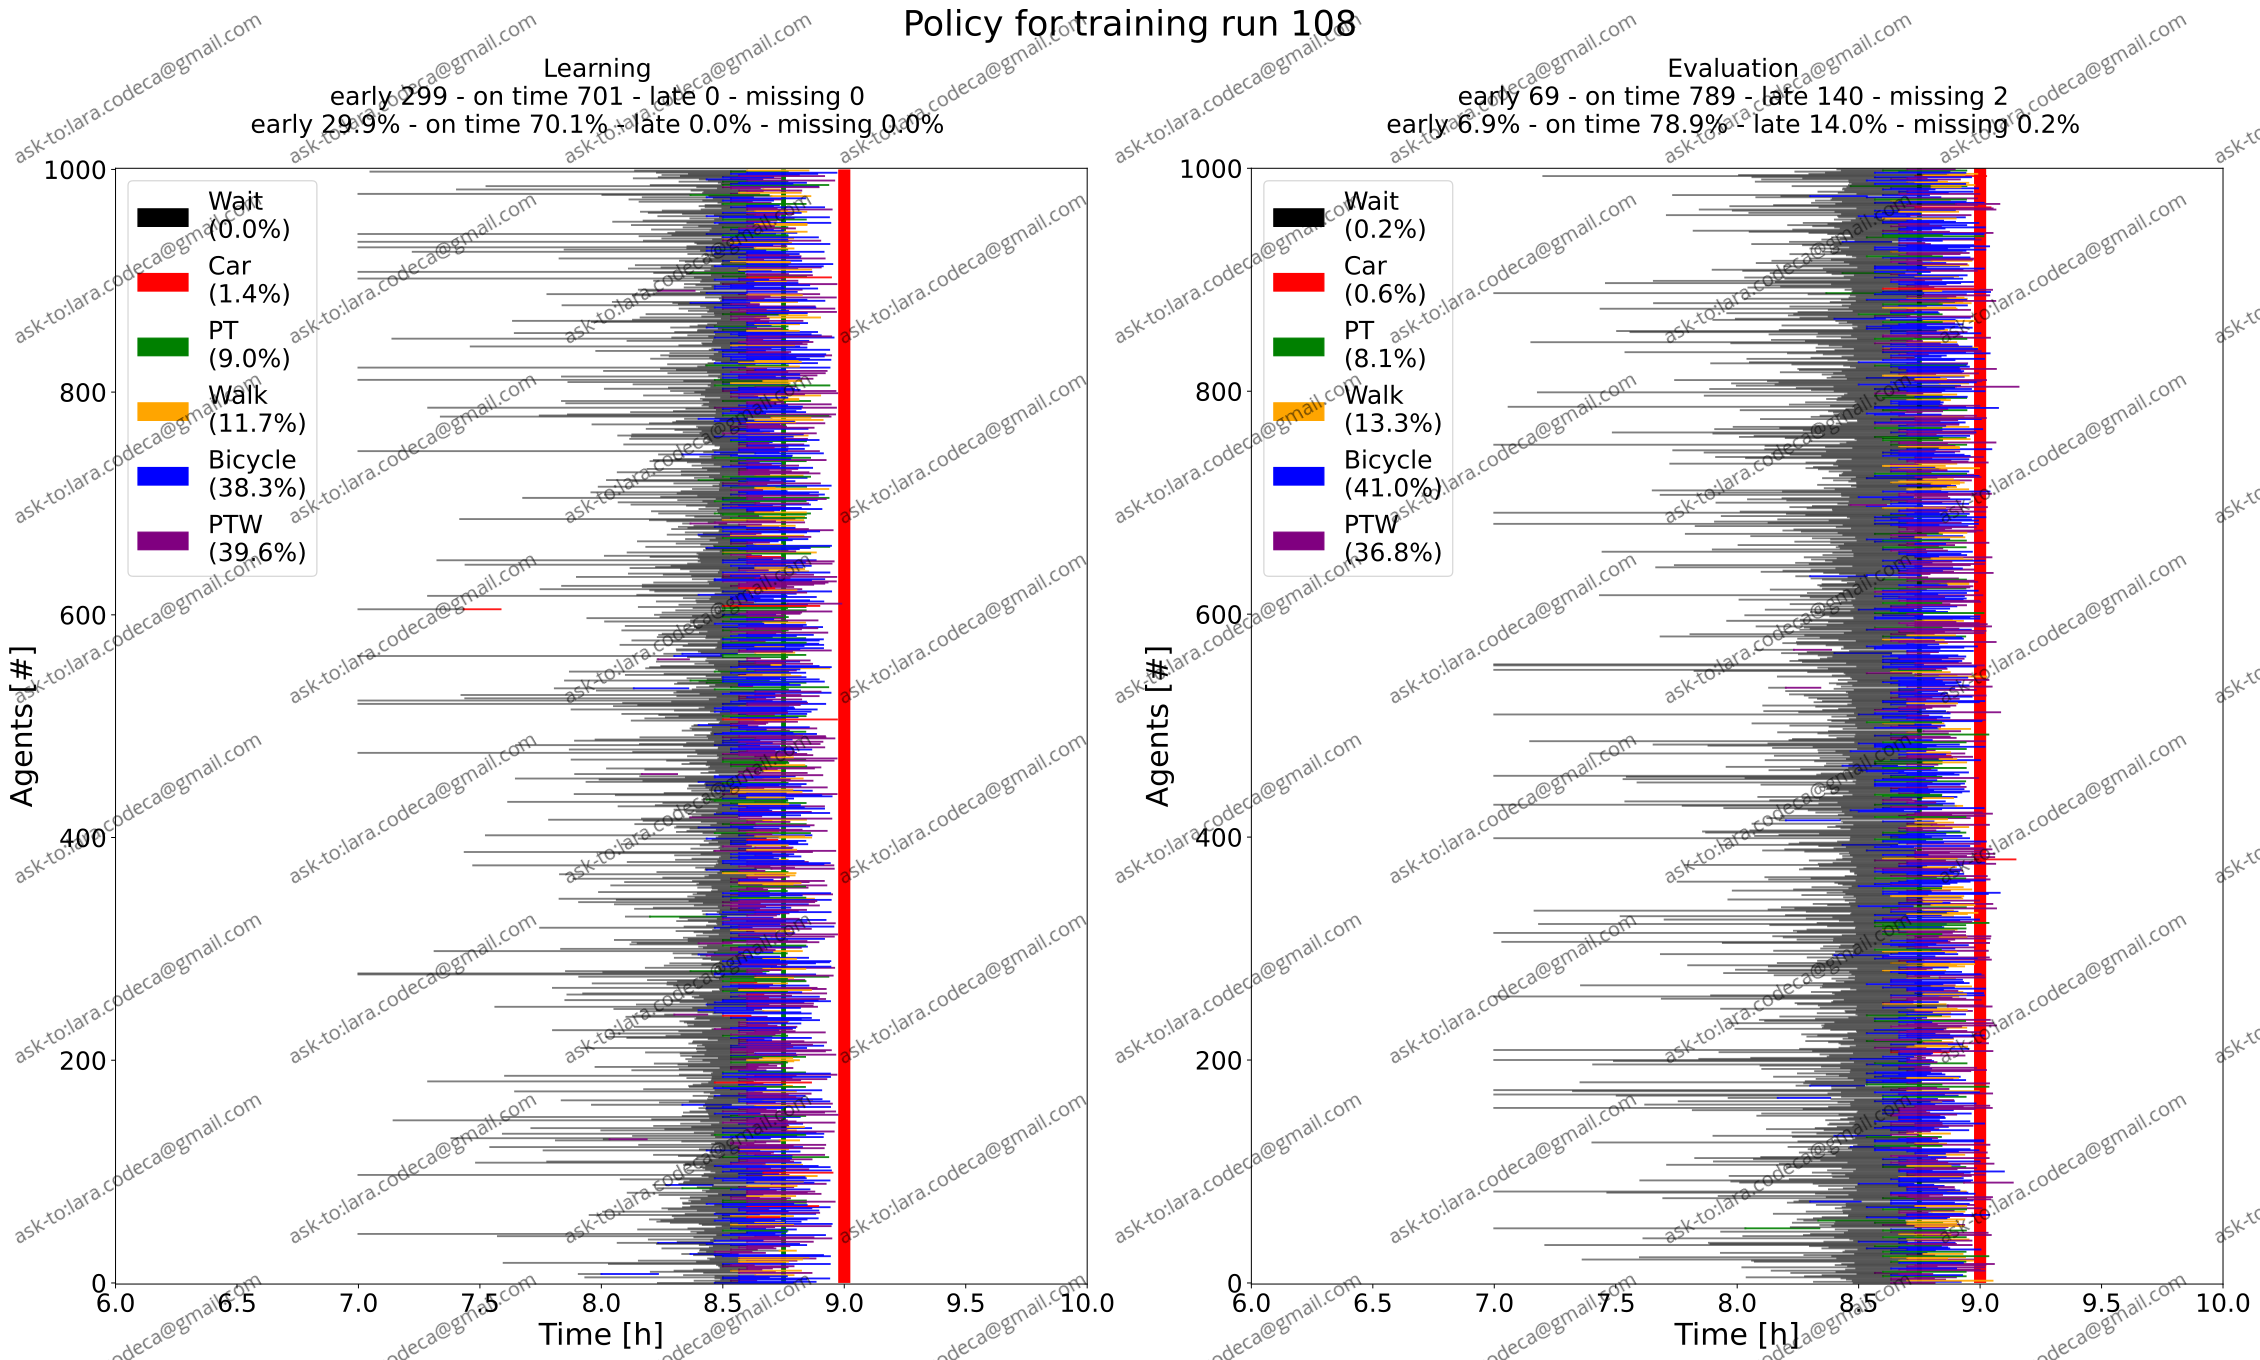 Policy for training run 108
Learning
early 299 - on time 701 - late 0 - missing 0
early 29.9% - on time 70.1% - late 0.0% - missing 0.0%
Wait
(0.0%)
Car
(1.4%)
PT
(9.0%)
Walk
(11.7%)
Bicycle
(38.3%)
PTW
(39.6%)
Agents [#]
1000
800
600
400
200
0
6.0 6.5 7.0 7.5 8.0 8.5 9.0 9.5 10.0
Time [h]
Evaluation
early 69 - on time 789 - late 140 - missing 2
early 6.9% - on time 78.9% - late 14.0% - missing 0.2%
Wait
(0.2%)
Car
(0.6%)
PT
(8.1%)
Walk
(13.3%)
Bicycle
(41.0%)
PTW
(36.8%)
Agents [#]
1000
800
600
400
200
0
6.0 6.5 7.0 7.5 8.0 8.5 9.0 9.5 10.0
Time [h]
ask-to:lara.codeca@gmail.com